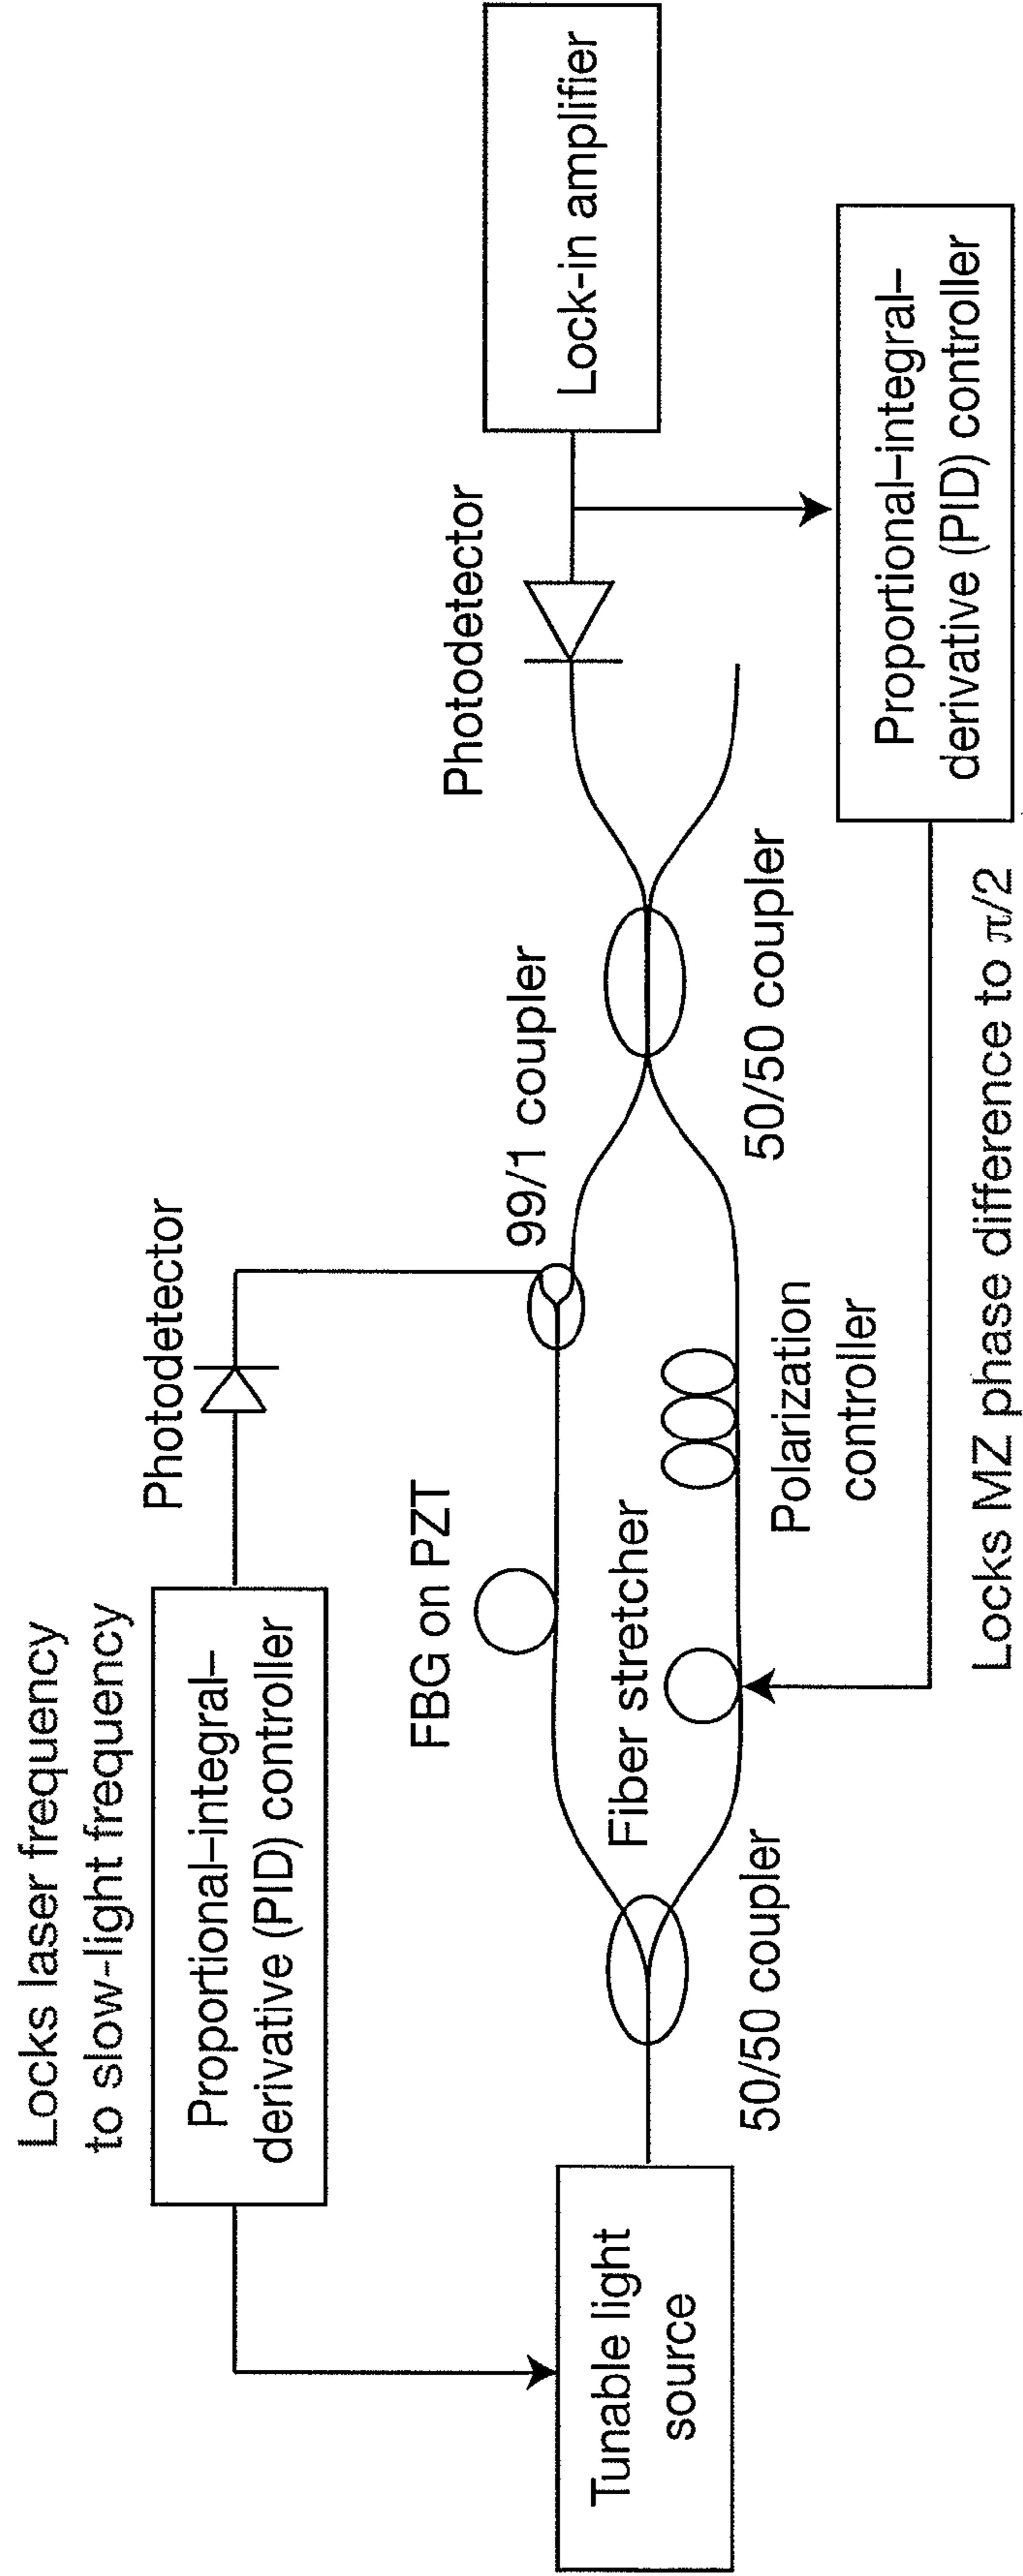 Locks laser frequency
to slow-light frequency
Proportional–integral–
derivative (PID) controller
Photodetector
FBG on PZT
99/1 coupler
Photodetector
Lock-in amplifier
Tunable light
source
50/50 coupler
Fiber stretcher
Polarization
controller
50/50 coupler
Proportional–integral–
derivative (PID) controller
Locks MZ phase difference to π/2